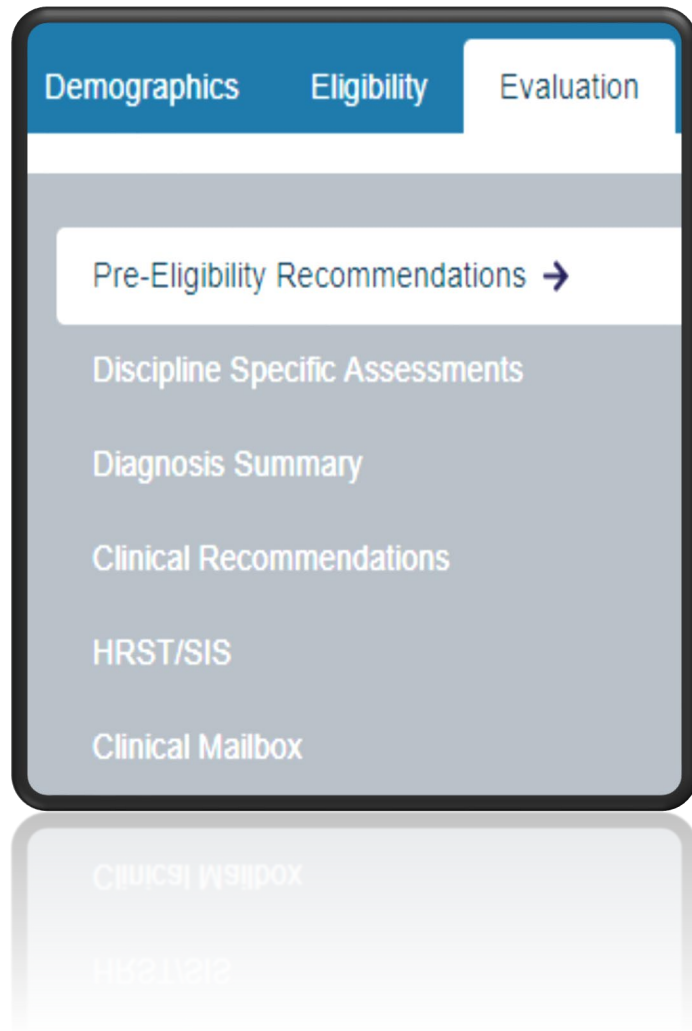 Demographics Eligibility Evaluation
Pre-Eligibility Recommendations →
Discipline Specific Assessments
Diagnosis Summary
Clinical Recommendations
HRST/SIS
Clinical Mailbox